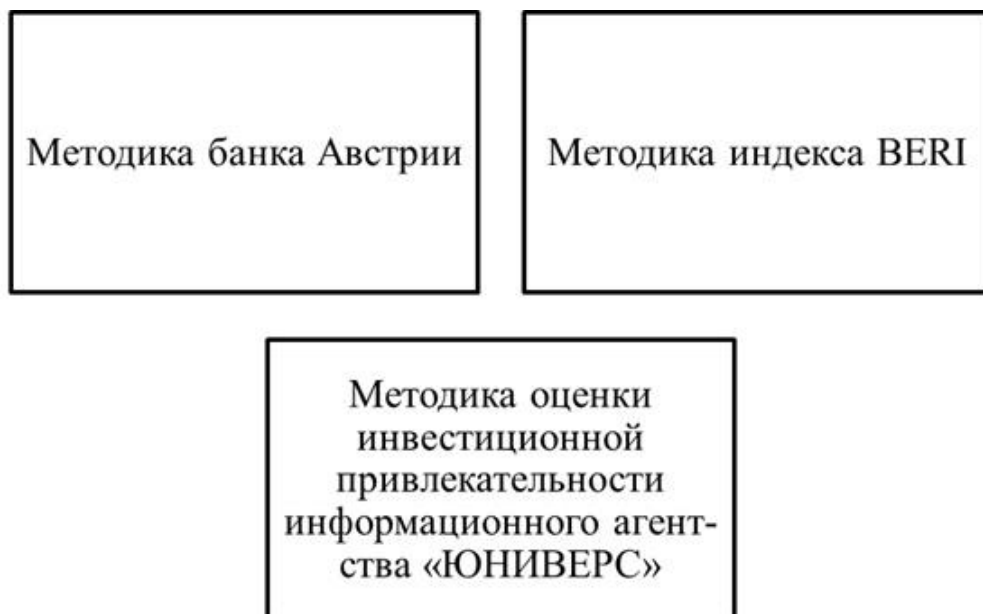 Методика банка Австрии
Методика индекса BERI
Методика оценки
инвестиционной
привлекательности
информационного агент-
ства «ЮНИВЕРС»